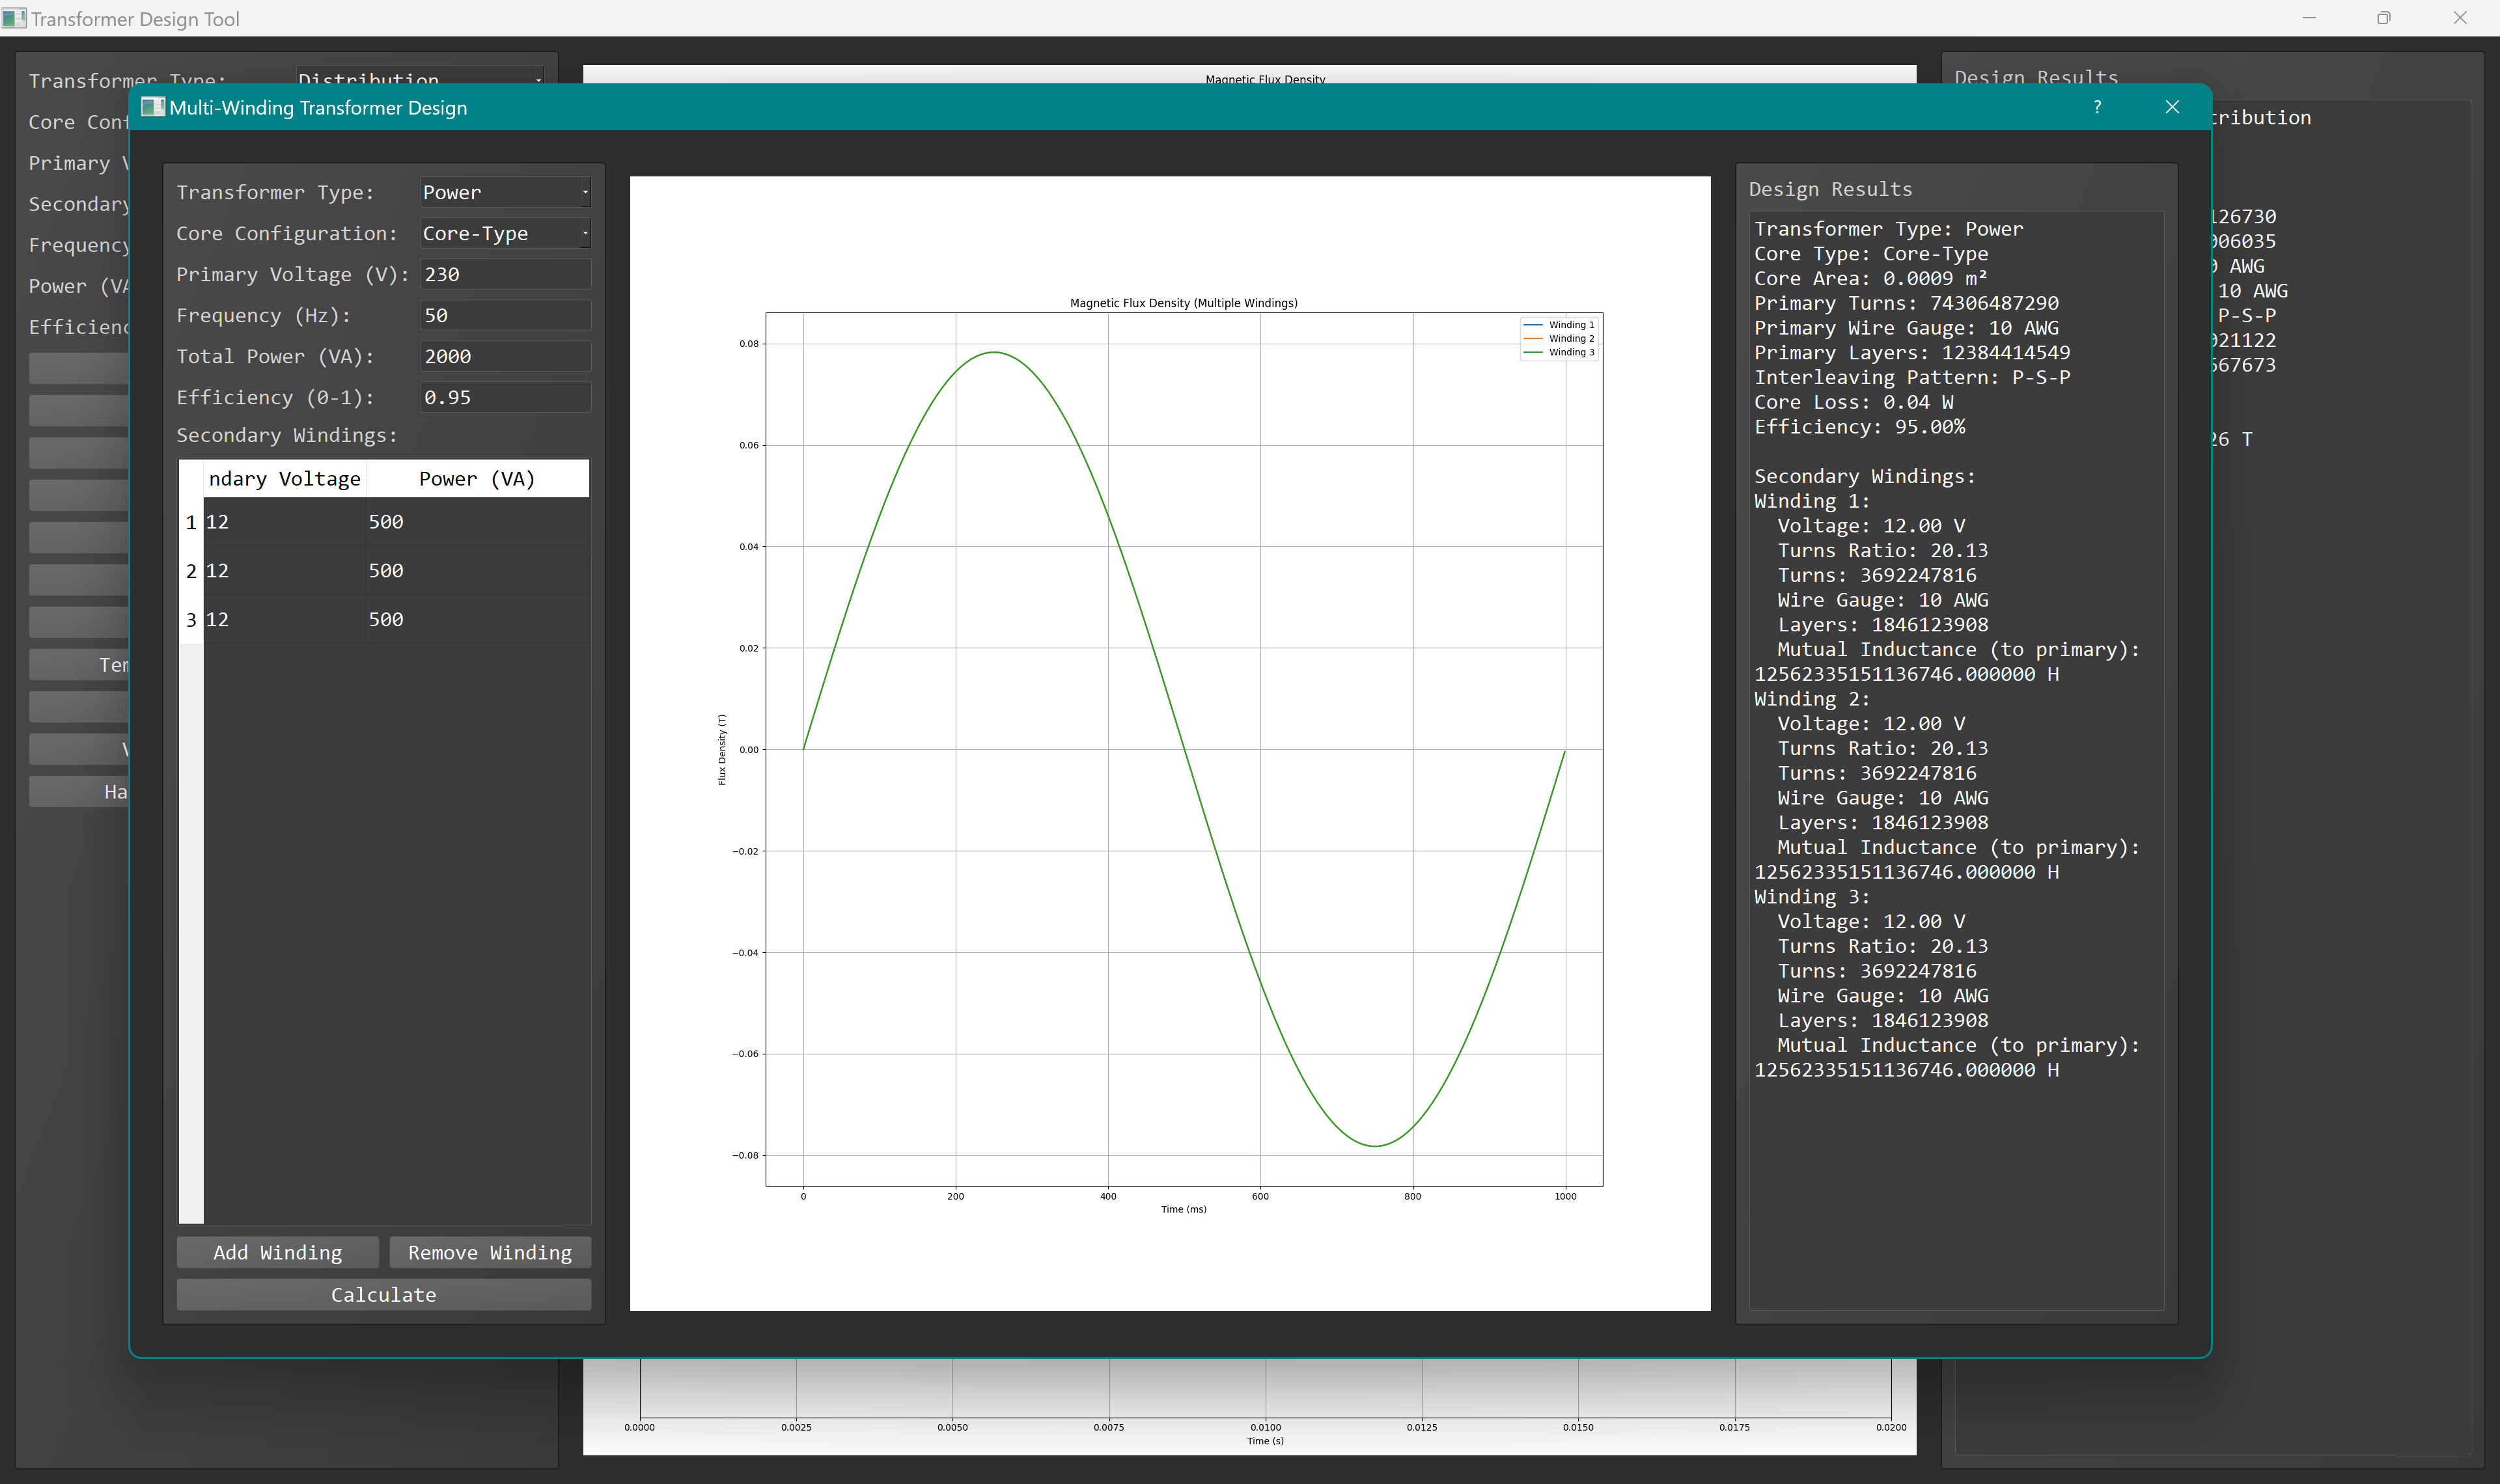 Transformer Design Tool
Transformer Type:
Distribution
Magnetic Flux Density
Design Results
Multi-Winding Transformer Design
?
Core Conf
Primary V
Secondary
Frequency
Power (VA
Efficienc
Ter
V
Ha
Transformer Type:
Power
Core Configuration:
Core-Type
Primary Voltage (V):
230
Frequency (Hz):
50
Total Power (VA):
2000
Efficiency (0-1):
0.95
Secondary Windings:
ndary Voltage
Power (VA)
1 12 500
2 12 500
3 12 500
Add Winding
Remove Winding
Calculate
Magnetic Flux Density (Multiple Windings)
Winding 1
Winding 2
Winding 3
0.08
0.06
0.04
0.02
0.00
−0.02
−0.04
−0.06
−0.08
Flux Density (T)
0 200 400 600 800 1000
Time (ms)
Design Results
Transformer Type: Power
Core Type: Core-Type
Core Area: 0.0009 m²
Primary Turns: 74306487290
Primary Wire Gauge: 10 AWG
Primary Layers: 12384414549
Interleaving Pattern: P-S-P
Core Loss: 0.04 W
Efficiency: 95.00%
Secondary Windings:
Winding 1:
Voltage: 12.00 V
Turns Ratio: 20.13
Turns: 3692247816
Wire Gauge: 10 AWG
Layers: 1846123908
Mutual Inductance (to primary):
12562335151136746.000000 H
Winding 2:
Voltage: 12.00 V
Turns Ratio: 20.13
Turns: 3692247816
Wire Gauge: 10 AWG
Layers: 1846123908
Mutual Inductance (to primary):
12562335151136746.000000 H
Winding 3:
Voltage: 12.00 V
Turns Ratio: 20.13
Turns: 3692247816
Wire Gauge: 10 AWG
Layers: 1846123908
Mutual Inductance (to primary):
12562335151136746.000000 H
tribution
126730
006035
0 AWG
10 AWG
P-S-P
021122
567673
26 T
0.0000 0.0025 0.0050 0.0075 0.0100 0.0125 0.0150 0.0175 0.0200
Time (s)